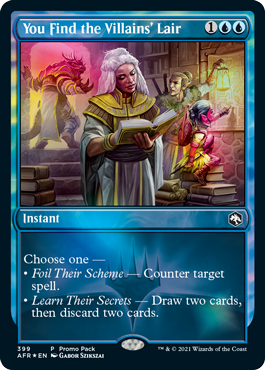 You Find the Villains' Lair
1
Instant
Choose one —
• Foil Their Scheme — Counter target
spell.
• Learn Their Secrets — Draw two cards,
then discard two cards.
399 P Promo Pack
AFR ★ EN Gabor Szikszai
™ & © 2021 Wizards of the Coast